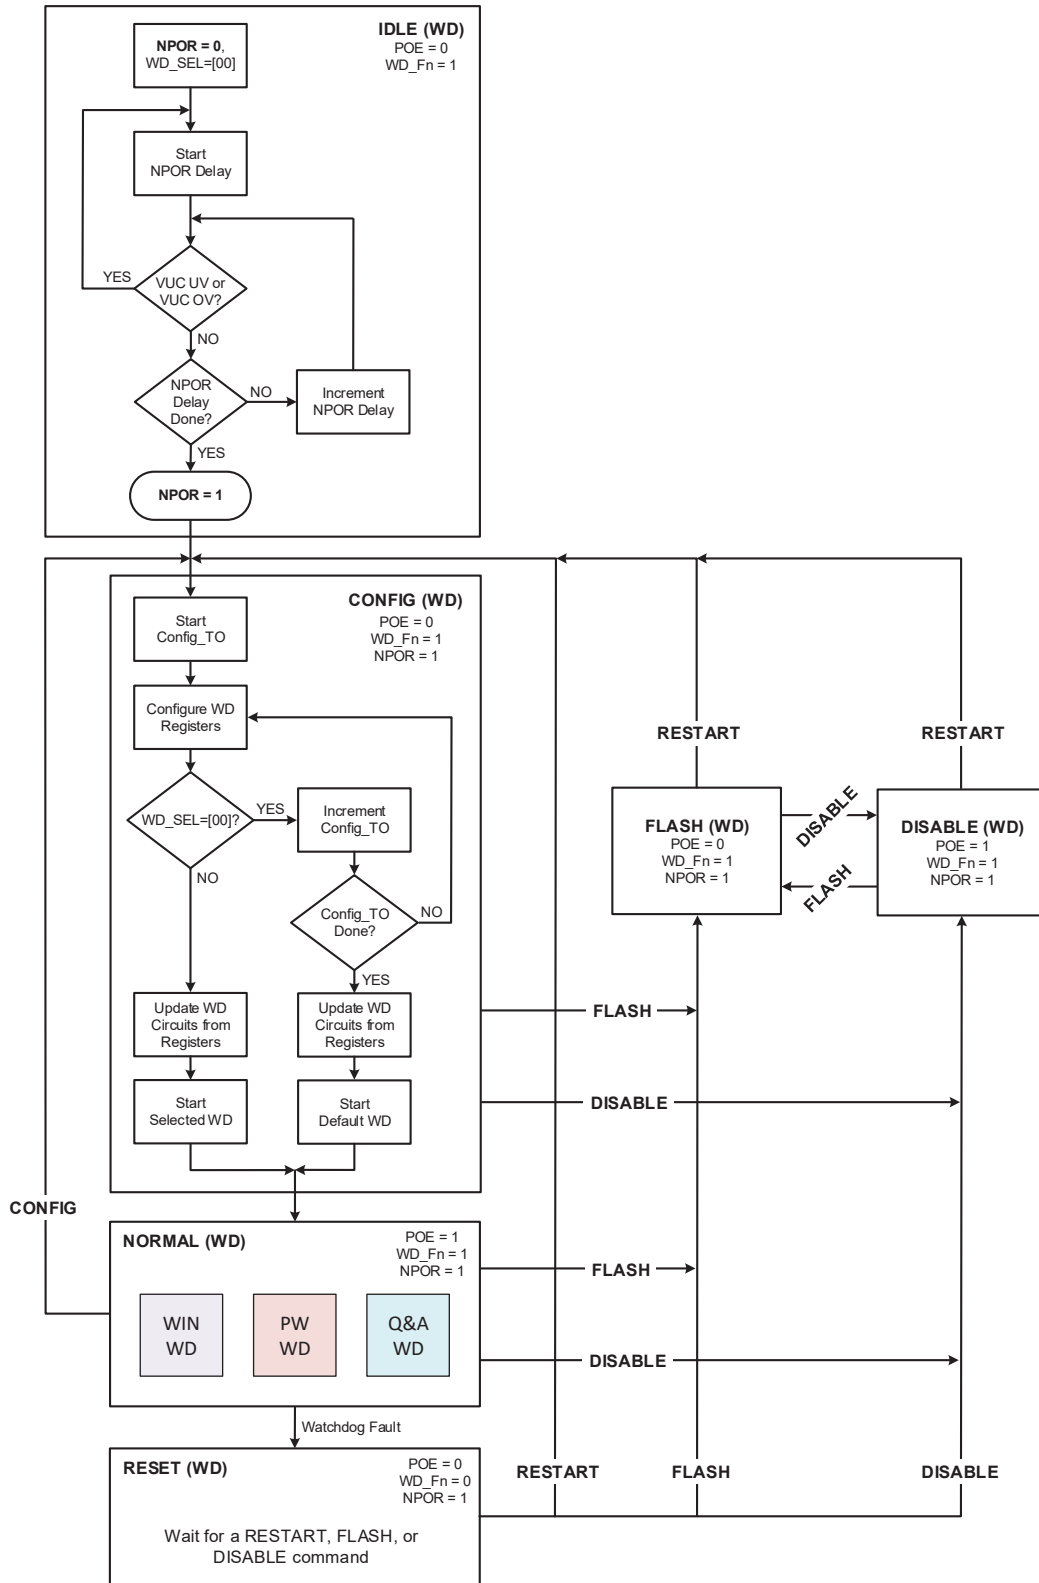 IDLE (WD)
POE = 0
WD_Fn = 1
NPOR = 0,
WD_SEL=[00]
Start
NPOR Delay
YES
VUC UV or
VUC OV?
NO
NPOR
Delay
Done?
NO
Increment
NPOR Delay
YES
NPOR = 1
CONFIG (WD)
POE = 0
WD_Fn = 1
NPOR = 1
Start
Config_TO
Configure WD
Registers
WD_SEL=[00]?
YES
Increment
Config_TO
NO
Config_TO
Done?
NO
YES
Update WD
Circuits from
Registers
Update WD
Circuits from
Registers
Start
Selected WD
Start
Default WD
RESTART
RESTART
FLASH (WD)
POE = 0
WD_Fn = 1
NPOR = 1
DISABLE
FLASH
DISABLE (WD)
POE = 1
WD_Fn = 1
NPOR = 1
FLASH
DISABLE
CONFIG
NORMAL (WD)
POE = 1
WD_Fn = 1
NPOR = 1
WIN
WD
PW
WD
Q&A
WD
FLASH
DISABLE
Watchdog Fault
RESET (WD)
POE = 0
WD_Fn = 0
NPOR = 1
Wait for a RESTART, FLASH, or
DISABLE command
RESTART
FLASH
DISABLE